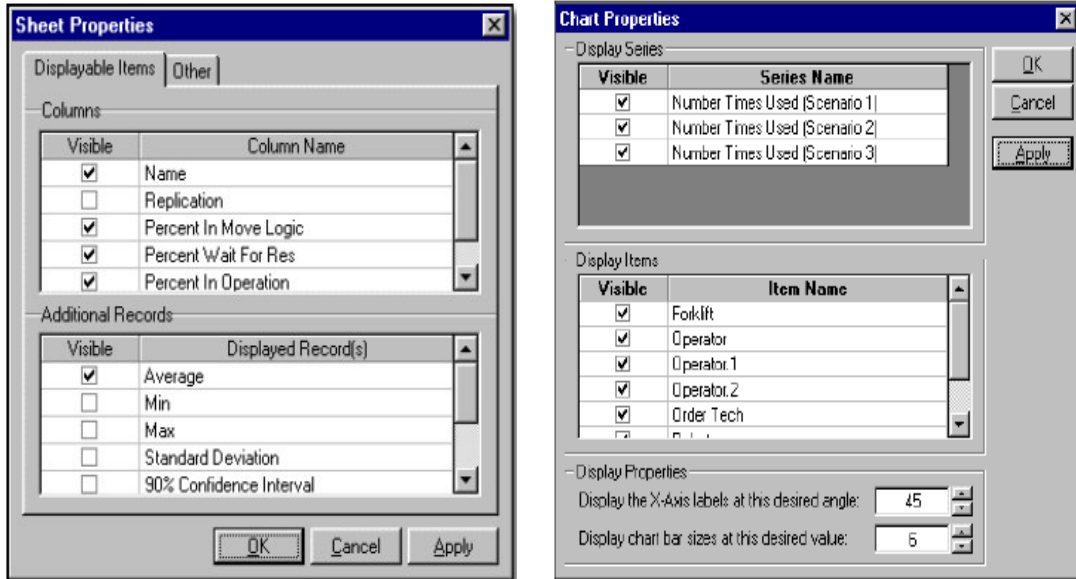 Sheet Properties
Displayable Items Other
Columns
Visible Column Name
Name
Replication
Percent In Move Logic
Percent Wait For Res
Percent In Operation
Additional Records
Visible Displayed Record(s)
Average
Min
Max
Standard Deviation
90% Confidence Interval
OK Cancel Apply
Chart Properties
Display Series
Visible Series Name
Number Times Used (Scenario 1)
Number Times Used (Scenario 2)
Number Times Used (Scenario 3)
OK
Cancel
Apply
Display Items
Visible Item Name
Forklift
Operator
Operator.1
Operator.2
Order Tech
Display Properties
Display the X-Axis labels at this desired angle: 45
Display chart bar sizes at this desired value: 6